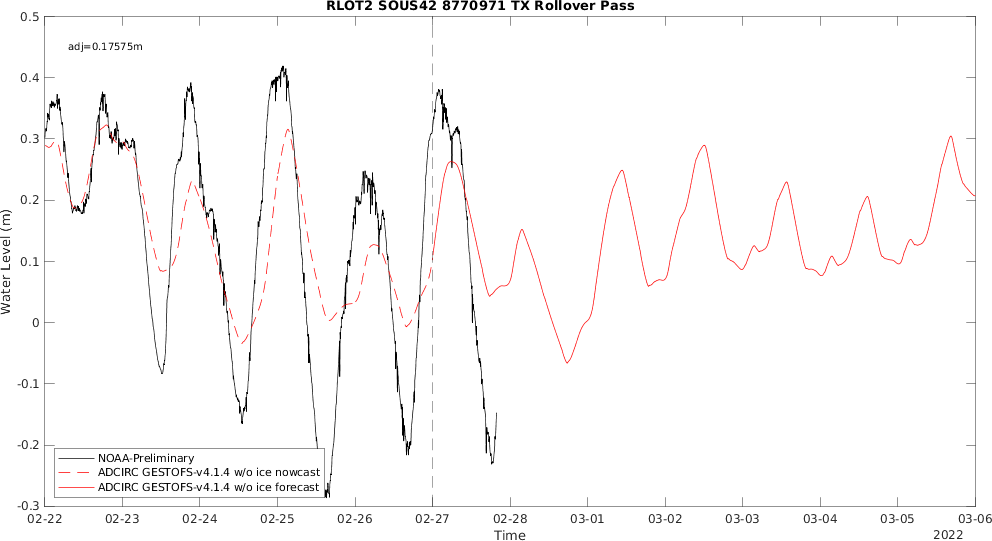 RLOT2 SOUS42 8770971 TX Rollover Pass
adj=0.17575m
0.5
0.4
0.3
0.2
0.1
0
-0.1
-0.2
-0.3
Water Level (m)
NOAA-Preliminary
ADCIRC GESTOFS-v4.1.4 w/o ice nowcast
ADCIRC GESTOFS-v4.1.4 w/o ice forecast
02-22 02-23 02-24 02-25 02-26 02-27 02-28 03-01 03-02 03-03 03-04 03-05 03-06
Time
2022